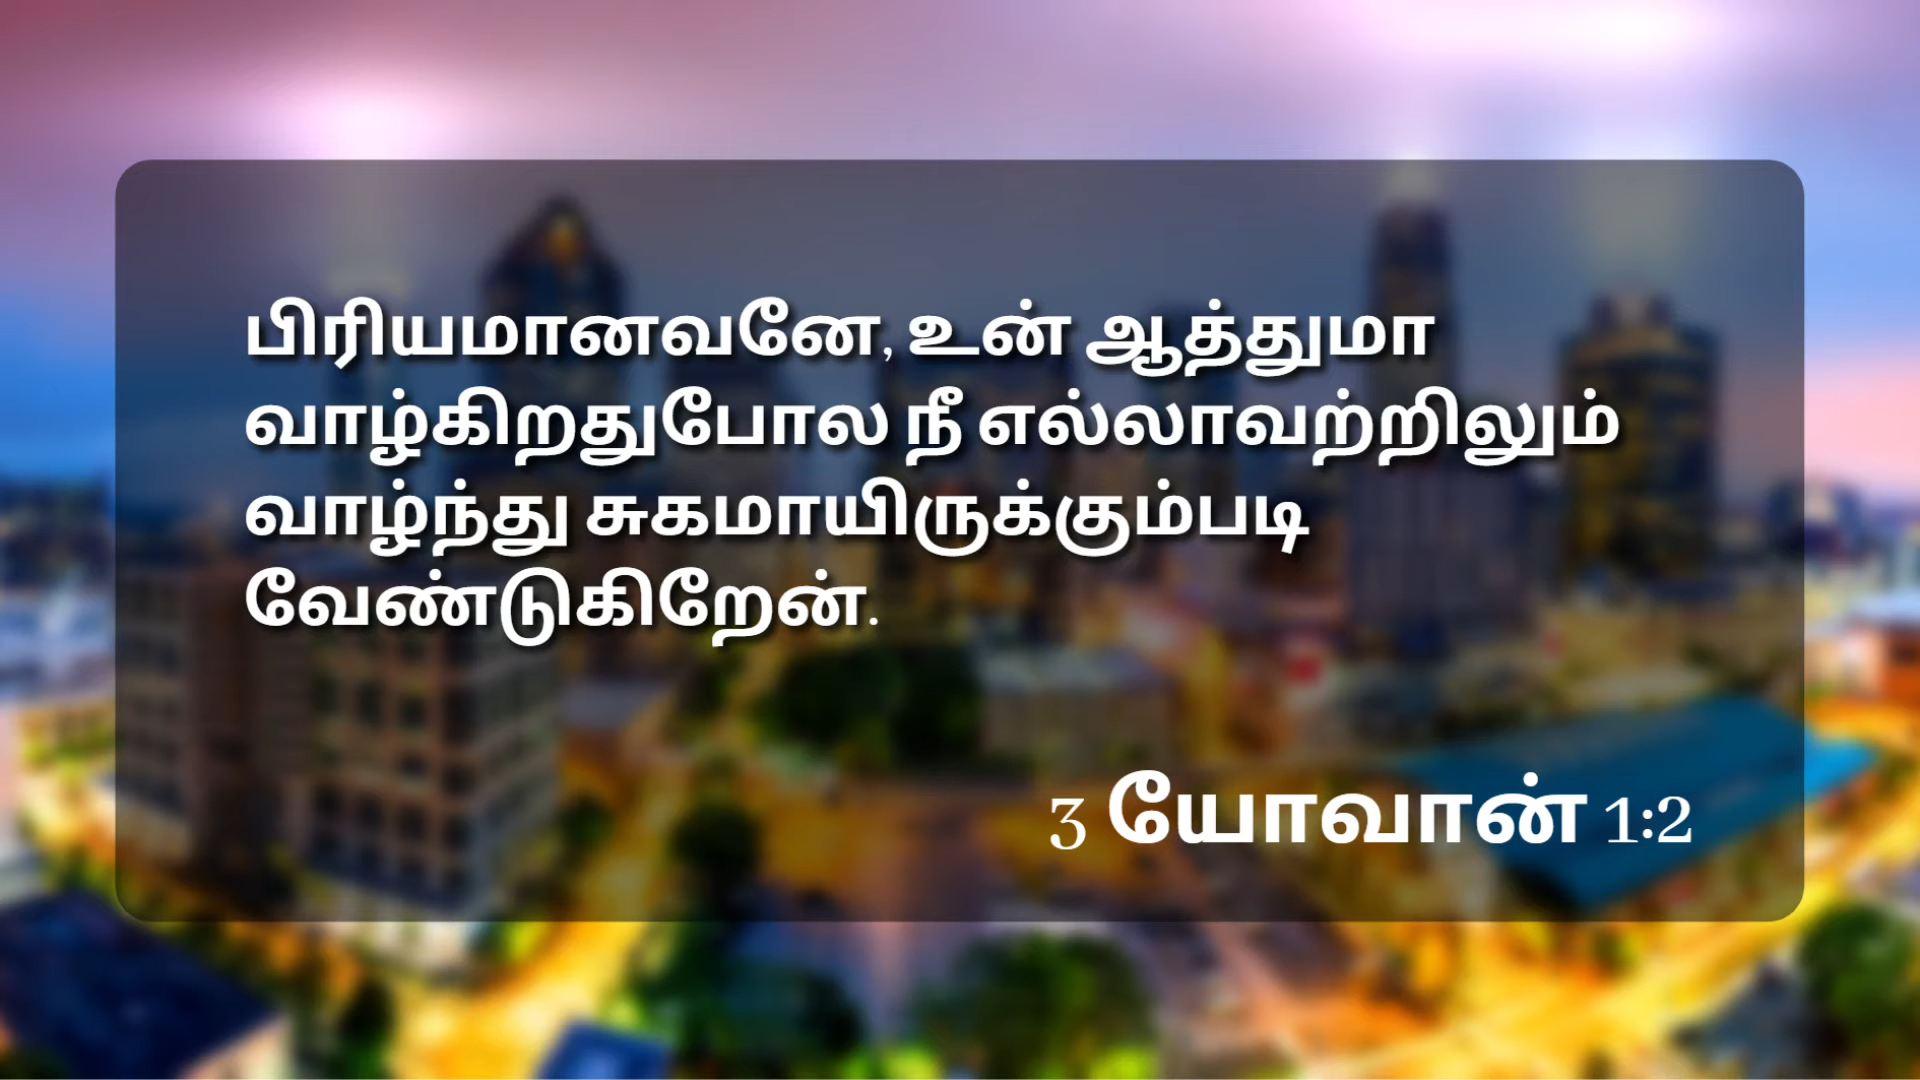 பிரியமானவனே, உன் ஆத்துமா
வாழ்கிறதுபோல நீ எல்லாவற்றிலும்
வாழ்ந்து சுகமாயிருக்கும்படி
வேண்டுகிறேன்.
3 யோவான் 1:2